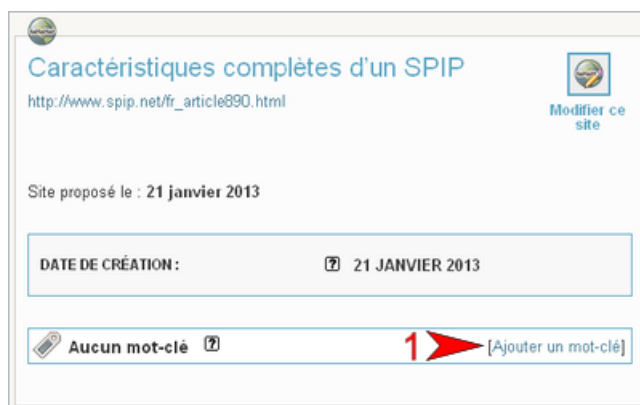 Caractéristiques complètes d'un SPIP
http://www.spip.net/fr_article890.html
Modifier ce
site
Site proposé le : 21 janvier 2013
DATE DE CRÉATION : ? 21 JANVIER 2013
Aucun mot-clé ? 1 [Ajouter un mot-clé]